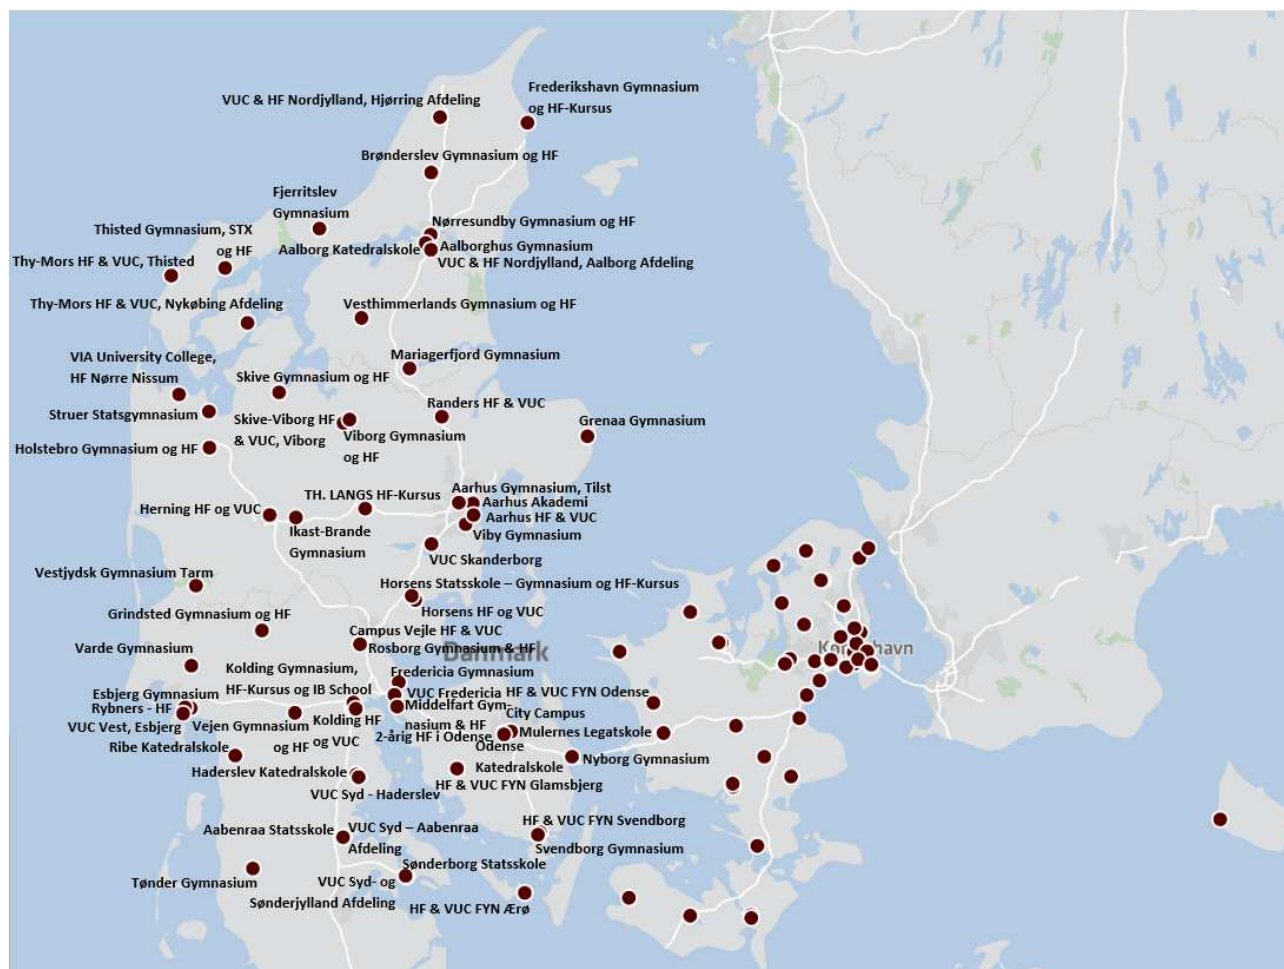 VUC & HF Nordjylland, Hjørring Afdeling
Frederikshavn Gymnasium
og HF-Kursus
Brønderslev Gymnasium og HF
Fjerritslev
Gymnasium
Thisted Gymnasium, STX
og HF
Nørresundby Gymnasium og HF
Aalborg Katedralskole
Aalborghus Gymnasium
VUC & HF Nordjylland, Aalborg Afdeling
Thy-Mors HF & VUC, Thisted
Thy-Mors HF & VUC, Nykøbing Afdeling
Vesthimmerlands Gymnasium og HF
VIA University College,
HF Nørre Nissum
Mariagerfjord Gymnasium
Skive Gymnasium og HF
Struer Statsgymnasium
Skive-Viborg HF
& VUC, Viborg
Viborg Gymnasium
og HF
Randers HF & VUC
Grenaa Gymnasium
Holstebro Gymnasium og HF
TH. LANGS HF-Kursus
Aarhus Gymnasium, Tilst
Aarhus Akademi
Aarhus HF & VUC
Viby Gymnasium
Herning HF og VUC
Ikast-Brande
Gymnasium
VUC Skanderborg
Vestjydsk Gymnasium Tarm
Horsens Statsskole – Gymnasium og HF-Kursus
Horsens HF og VUC
Grindsted Gymnasium og HF
Campus Vejle HF & VUC
Rosborg Gymnasium & HF
Danmark
København
Varde Gymnasium
Kolding Gymnasium,
HF-Kursus og IB School
Fredericia Gymnasium
VUC Fredericia
HF & VUC FYN Odense
City Campus
Esbjerg Gymnasium
Rybners - HF
VUC Vest, Esbjerg
Vejen Gymnasium
og HF
Kolding HF
og VUC
Middelfart Gym-
nasium & HF
2-årig HF i Odense
Mulernes Legatskole
Odense
Katedralskole
Nyborg Gymnasium
Ribe Katedralskole
Haderslev Katedralskole
VUC Syd - Haderslev
HF & VUC FYN Glamsbjerg
Aabenraa Statsskole
VUC Syd – Aabenraa
Afdeling
HF & VUC FYN Svendborg
Svendborg Gymnasium
Sønderborg Statsskole
Tønder Gymnasium
VUC Syd- og
Sønderjylland Afdeling
HF & VUC FYN Ærø